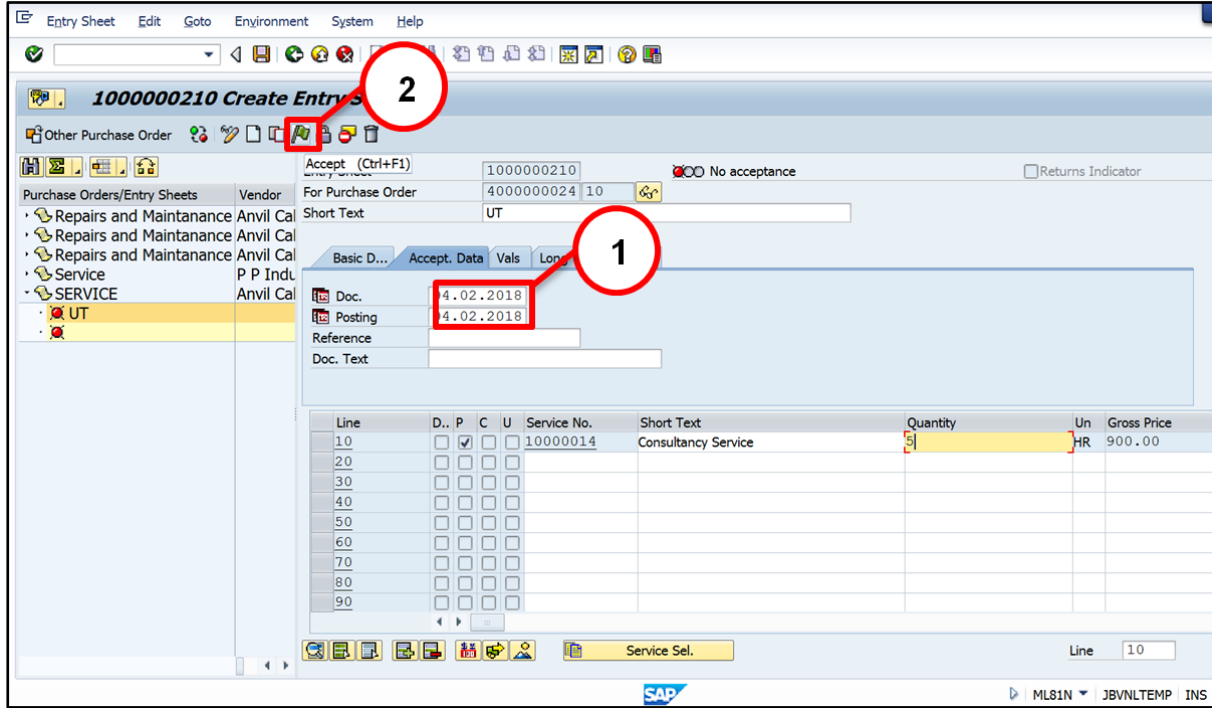 Entry Sheet Edit Goto Environment System Help
2
1000000210 Create Entry S
Other Purchase Order
Accept (Ctrl+F1)
Entry Sheet 1000000210 No acceptance Returns Indicator
Purchase Orders/Entry Sheets Vendor
For Purchase Order 4000000024 10
Short Text UT
Repairs and Maintanance Anvil Cal
Repairs and Maintanance Anvil Cal
Repairs and Maintanance Anvil Cal
Service P P Indu
SERVICE Anvil Cal
UT
Basic D... Accept. Data Vals Long
1
Doc. 04.02.2018
Posting 04.02.2018
Reference
Doc. Text
Line D.. P C U Service No. Short Text Quantity Un Gross Price
10 10000014 Consultancy Service 5 HR 900.00
20
30
40
50
60
70
80
90
Service Sel. Line 10
SAP ML81N JBVNLTEMP INS